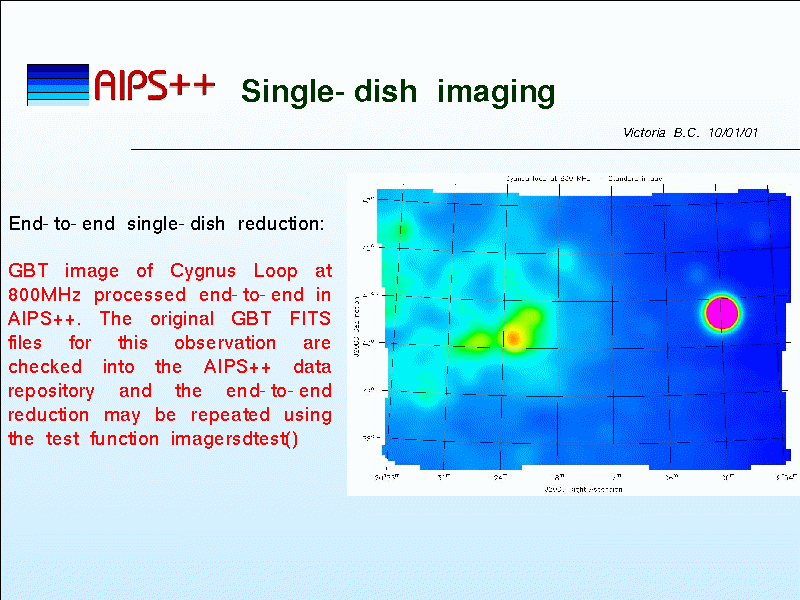 AIPS++ Single-dish imaging
Victoria B.C. 10/01/01
End-to-end single-dish reduction:
GBT image of Cygnus Loop at
800MHz processed end-to-end in
AIPS++. The original GBT FITS
files for this observation are
checked into the AIPS++ data
repository and the end-to-end
reduction may be repeated using
the test function imagersdtest()
Cygnus loop at 800 MHz
J2000 Declination
J2000 Right Ascension